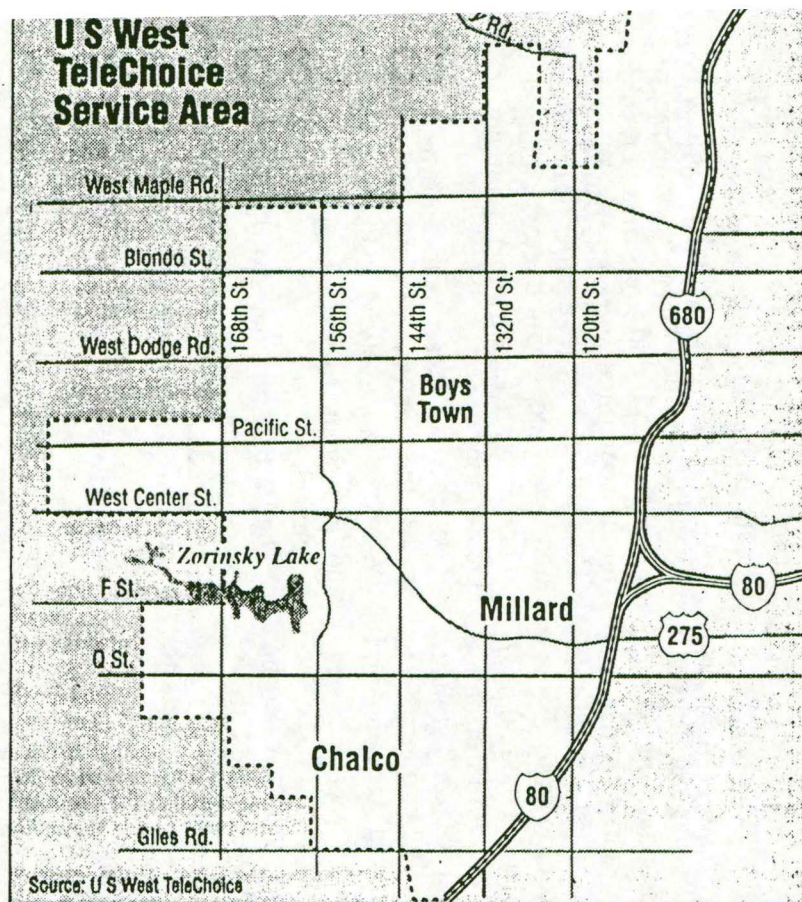 U S West
TeleChoice
Service Area
y Rd.
West Maple Rd.
Blondo St.
168th St.
156th St.
144th St.
132nd St.
120th St.
680
West Dodge Rd.
Boys
Town
Pacific St.
West Center St.
Zorinsky Lake
F St.
80
Millard
275
Q St.
Chalco
80
Giles Rd.
Source: U S West TeleChoice